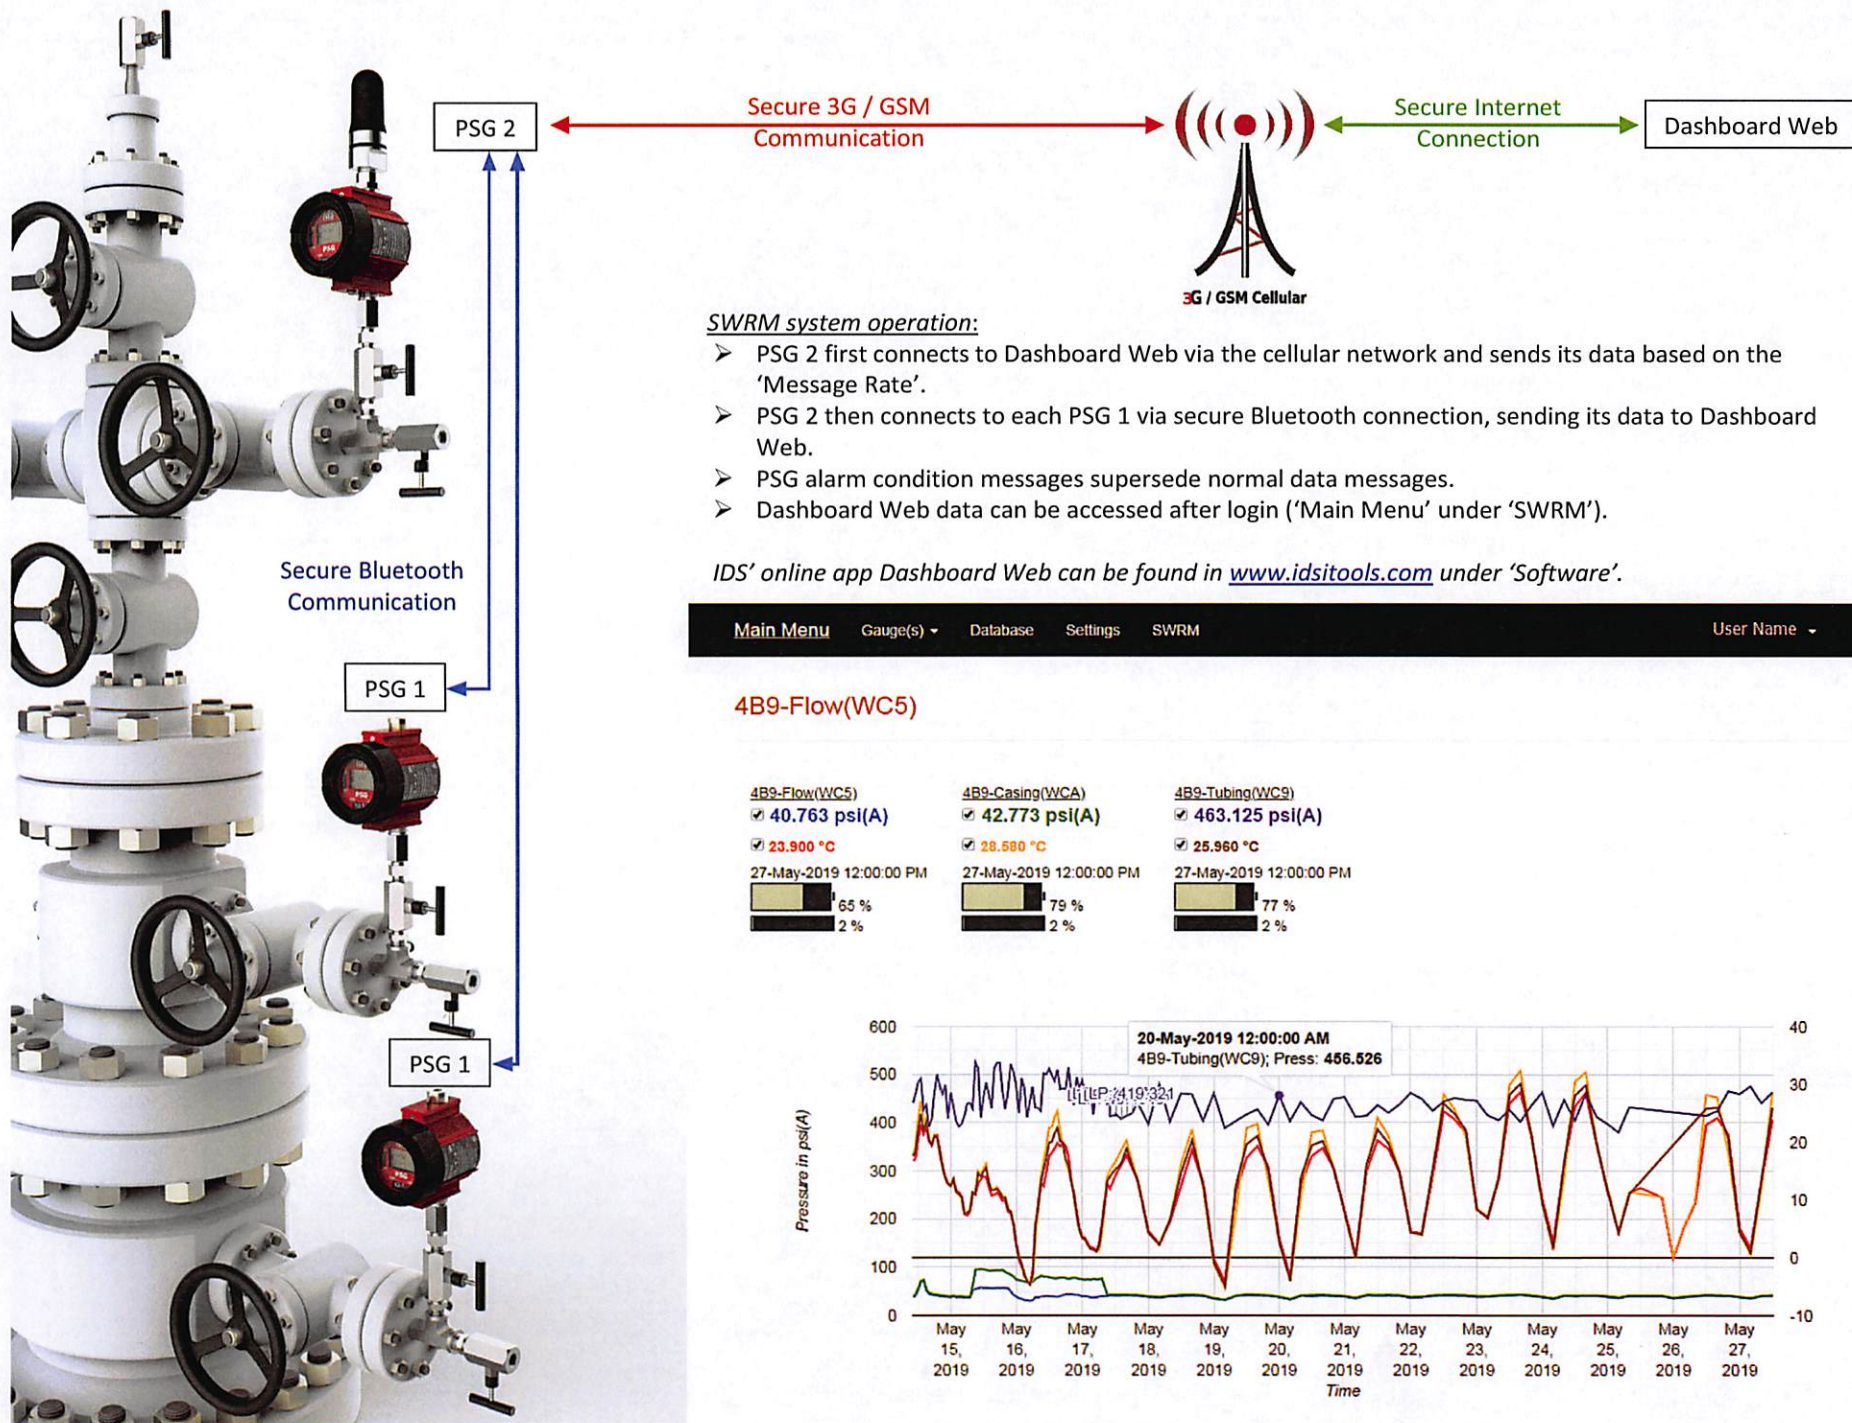 PSG 2
Secure 3G / GSM
Communication
Secure Internet
Connection
Dashboard Web
3G / GSM Cellular
SWRM system operation:
➢ PSG 2 first connects to Dashboard Web via the cellular network and sends its data based on the
‘Message Rate’.
➢ PSG 2 then connects to each PSG 1 via secure Bluetooth connection, sending its data to Dashboard
Web.
➢ PSG alarm condition messages supersede normal data messages.
➢ Dashboard Web data can be accessed after login (‘Main Menu’ under ‘SWRM’).
IDS’ online app Dashboard Web can be found in www.idsitools.com under ‘Software’.
Secure Bluetooth
Communication
PSG 1
PSG 1
Main Menu Gauge(s) Database Settings SWRM User Name
4B9-Flow(WC5)
4B9-Flow(WC5) 4B9-Casing(WCA) 4B9-Tubing(WC9)
40.763 psi(A) 42.773 psi(A) 463.125 psi(A)
23.900 °C 28.580 °C 25.960 °C
27-May-2019 12:00:00 PM 27-May-2019 12:00:00 PM 27-May-2019 12:00:00 PM
65 % 79 % 77 %
2 % 2 % 2 %
20-May-2019 12:00:00 AM
4B9-Tubing(WC9); Press: 456.526
Pressure in psi(A)
600 40
500 30
400 20
300 10
200 0
100
0 -10
May May May May May May May May May May May May May
15, 16, 17, 18, 19, 20, 21, 22, 23, 24, 25, 26, 27,
2019 2019 2019 2019 2019 2019 2019 2019 2019 2019 2019 2019 2019
Time
PSG
PSG
PSG